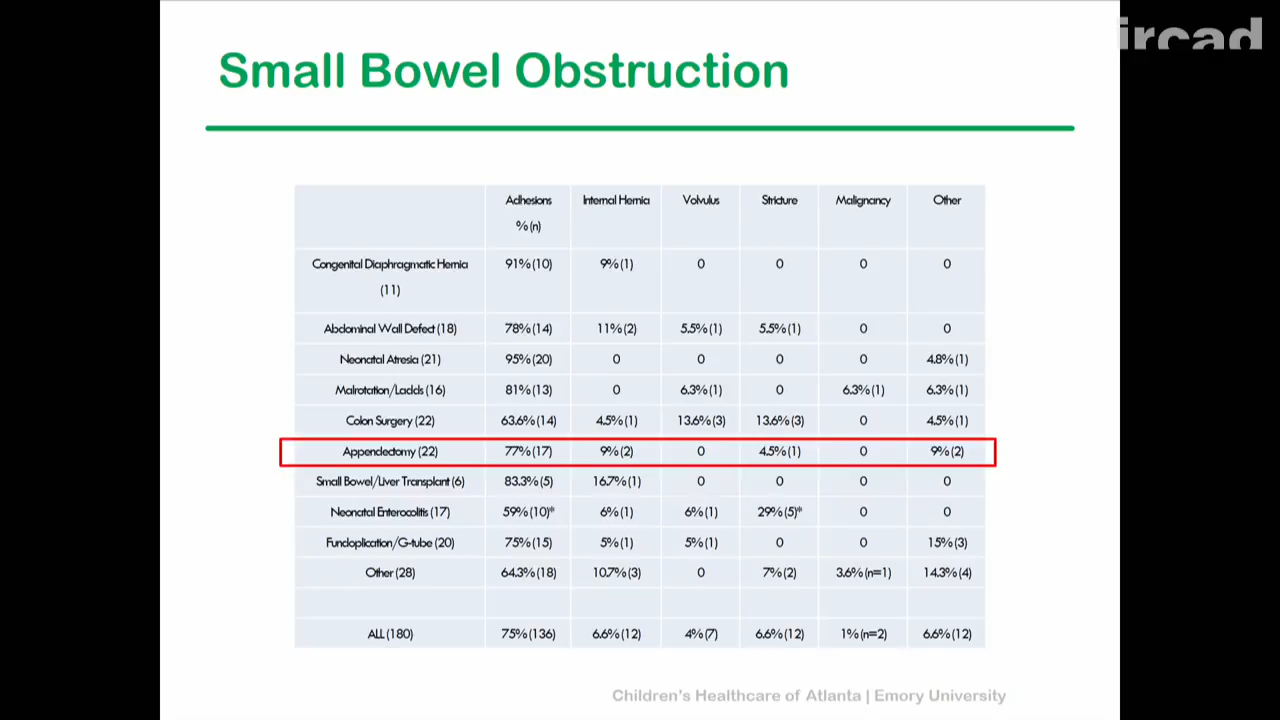 ircad
Small Bowel Obstruction
Adhesions Internal Hernia Volvulus Stricture Malignancy Other
% (n)
Congenital Diaphragmatic Hernia 91% (10) 9% (1) 0 0 0 0
(11)
Abdominal Wall Defect (18) 78% (14) 11% (2) 5.5% (1) 5.5% (1) 0 0
Neonatal Atresia (21) 95% (20) 0 0 0 0 4.8% (1)
Malrotation/Ladds (16) 81% (13) 0 6.3% (1) 0 6.3% (1) 6.3% (1)
Colon Surgery (22) 63.6% (14) 4.5% (1) 13.6% (3) 13.6% (3) 0 4.5% (1)
Appendectomy (22) 77% (17) 9% (2) 0 4.5% (1) 0 9% (2)
Small Bowel/Liver Transplant (6) 83.3% (5) 16.7% (1) 0 0 0 0
Neonatal Enterocolitis (17) 59% (10)* 6% (1) 6% (1) 29% (5)* 0 0
Fundoplication/G-tube (20) 75% (15) 5% (1) 5% (1) 0 0 15% (3)
Other (28) 64.3% (18) 10.7% (3) 0 7% (2) 3.6% (n=1) 14.3% (4)
ALL (180) 75% (136) 6.6% (12) 4% (7) 6.6% (12) 1% (n=2) 6.6% (12)
Children's Healthcare of Atlanta | Emory University